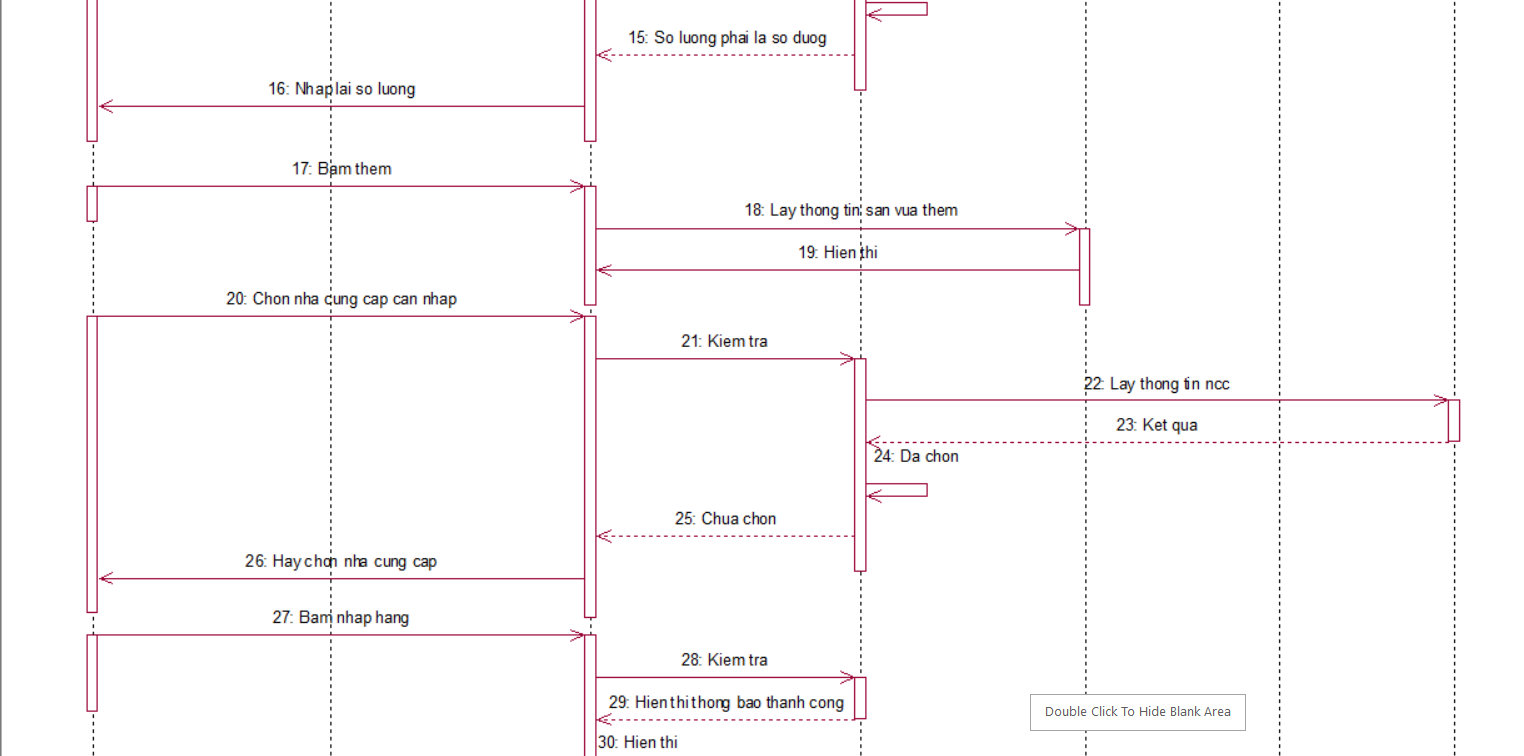 15: So luong phai la so duog
16: Nhap lai so luong
17: Bam them
18: Lay thong tin san vua them
19: Hien thi
20: Chon nha cung cap can nhap
21: Kiem tra
22: Lay thong tin ncc
23: Ket qua
24: Da chon
25: Chua chon
26: Hay chon nha cung cap
27: Bam nhap hang
28: Kiem tra
29: Hien thi thong bao thanh cong
Double Click To Hide Blank Area
30: Hien thi